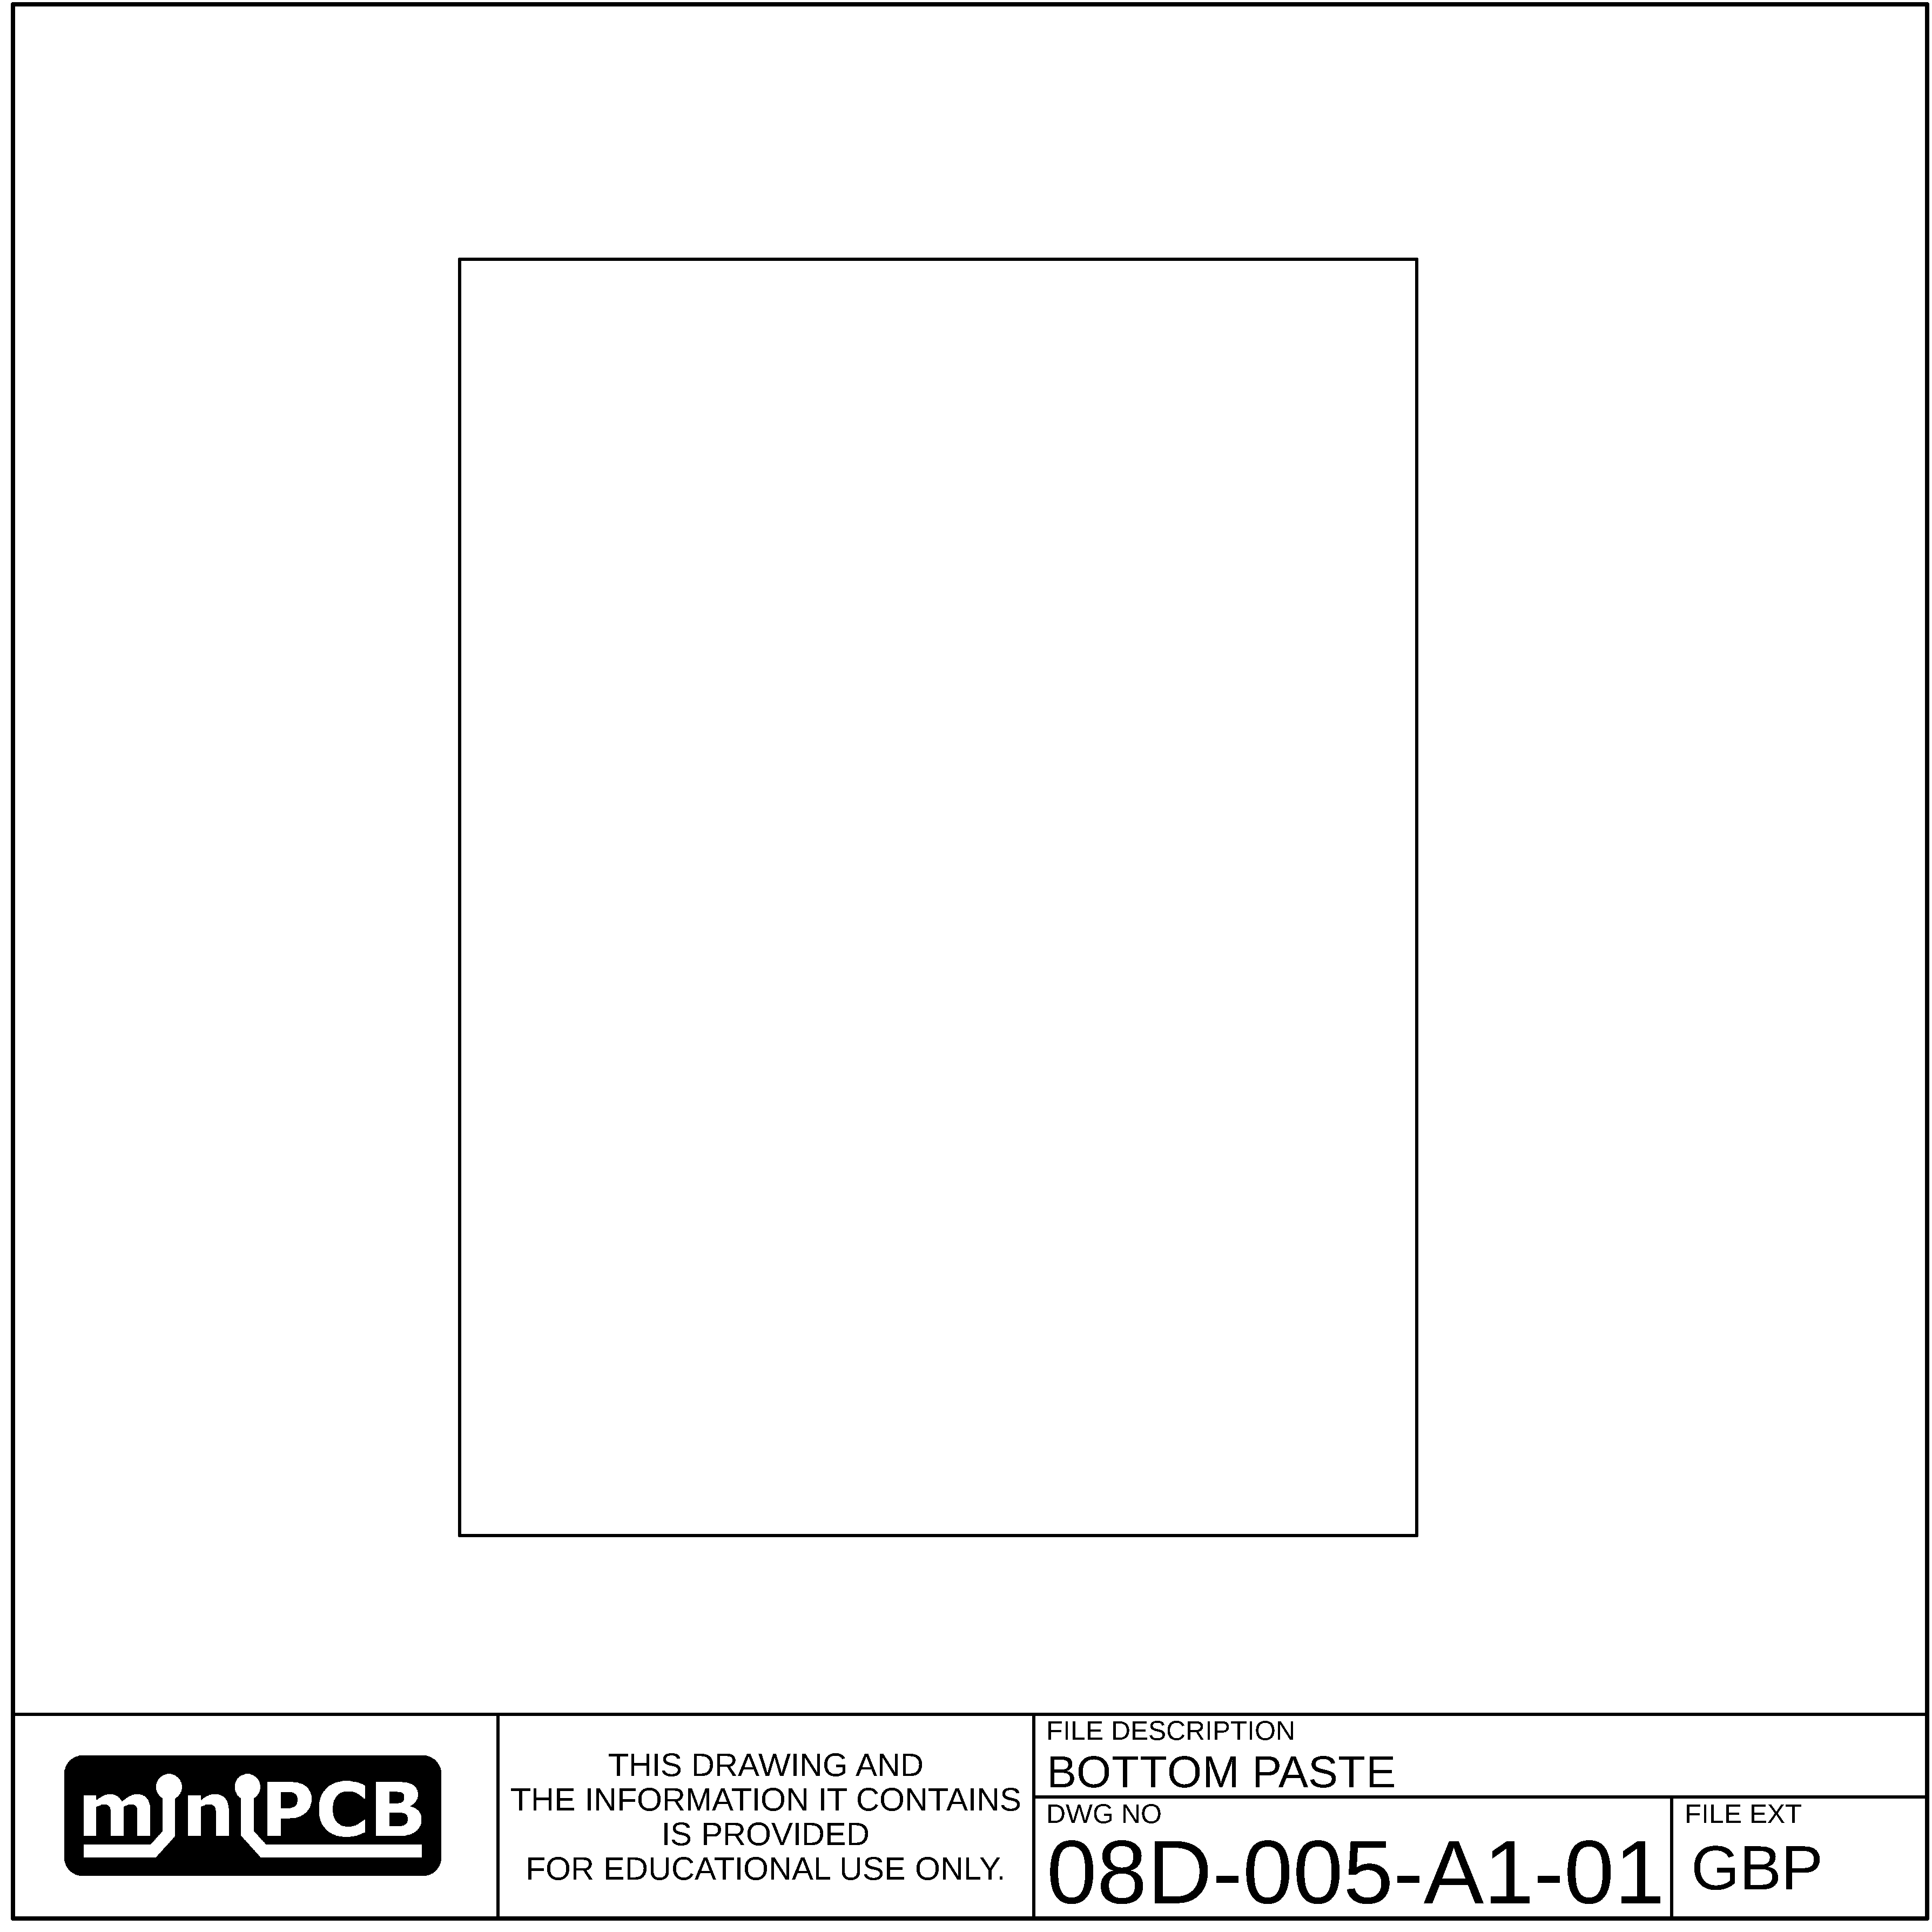 miniPCB
THIS DRAWING AND
THE INFORMATION IT CONTAINS
IS PROVIDED
FOR EDUCATIONAL USE ONLY.
FILE DESCRIPTION
BOTTOM PASTE
DWG NO
08D-005-A1-01
FILE EXT
GBP